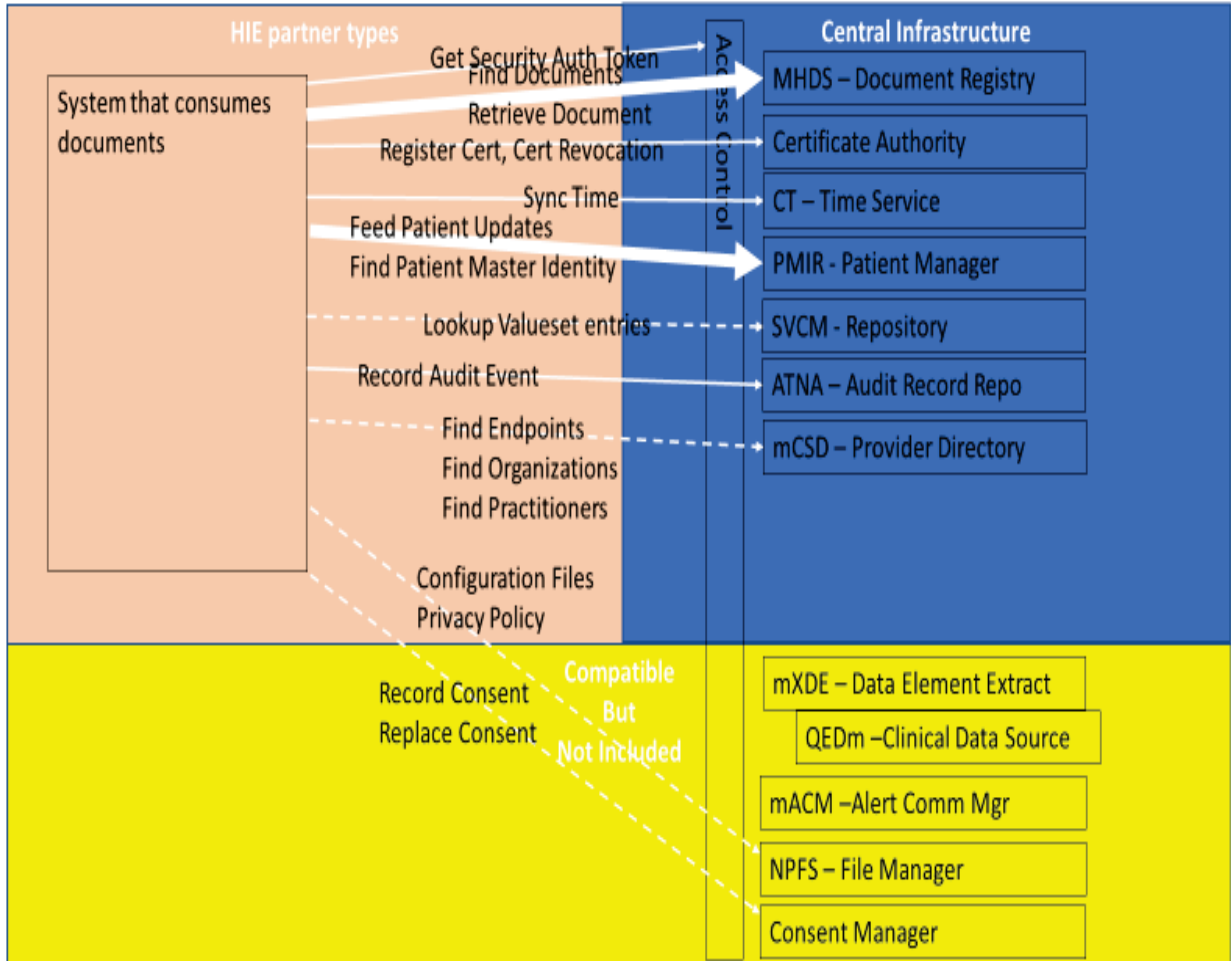 HIE partner types
Central Infrastructure
Access Control
System that consumes
documents
Get Security Auth Token
Find Documents
Retrieve Document
Register Cert, Cert Revocation
Sync Time
Feed Patient Updates
Find Patient Master Identity
Lookup Valueset entries
Record Audit Event
Find Endpoints
Find Organizations
Find Practitioners
Configuration Files
Privacy Policy
Record Consent
Replace Consent
MHDS – Document Registry
Certificate Authority
CT – Time Service
PMIR - Patient Manager
SVCM - Repository
ATNA – Audit Record Repo
mCSD – Provider Directory
Compatible
But
Not Included
mXDE – Data Element Extract
QEDm –Clinical Data Source
mACM –Alert Comm Mgr
NPFS – File Manager
Consent Manager